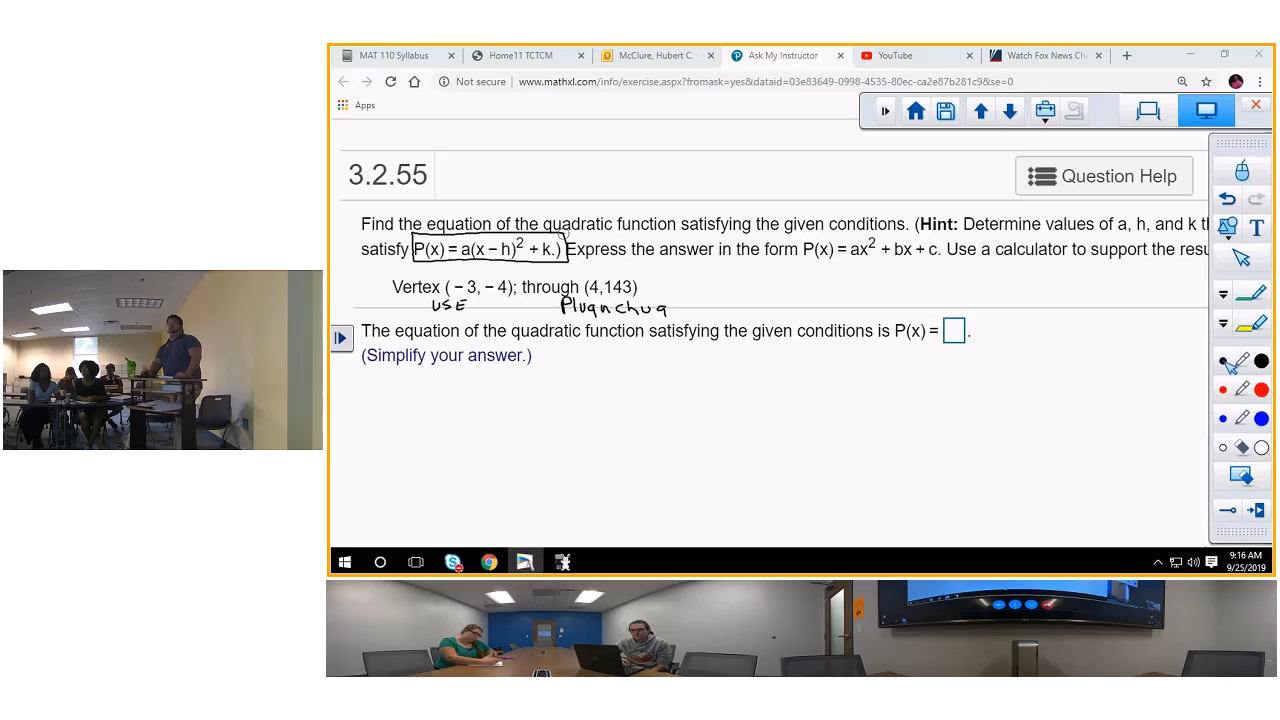 MAT 110 Syllabus
Home11 TCTCM
McClure, Hubert C.
Ask My Instructor
YouTube
Watch Fox News Ch
Not secure | www.mathxl.com/info/exercise.aspx?fromask=yes&dataid=03e83649-0998-4535-80ec-ca2e87b281c9&se=0
Apps
3.2.55
Question Help
Find the equation of the quadratic function satisfying the given conditions. (Hint: Determine values of a, h, and k th
satisfy P(x) = a(x − h)² + k.) Express the answer in the form P(x) = ax² + bx + c. Use a calculator to support the resu
Vertex (− 3, − 4); through (4,143)
USE Plug n chug
The equation of the quadratic function satisfying the given conditions is P(x) = .
(Simplify your answer.)
T
9:16 AM
9/25/2019